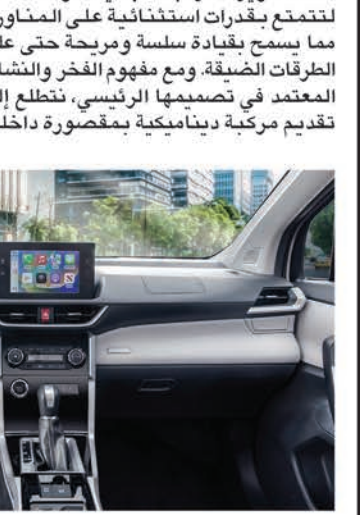 لتتمتع بقدرات استثنائية على المناور
مما يسمح بقيادة سلسة ومريحة حتى عل
الطرقات الضيقة. ومع مفهوم الفخر والنشا
المعتمد في تصميمها الرئيسي، نتطلع إل
تقديم مركبة ديناميكية بمقصورة داخل